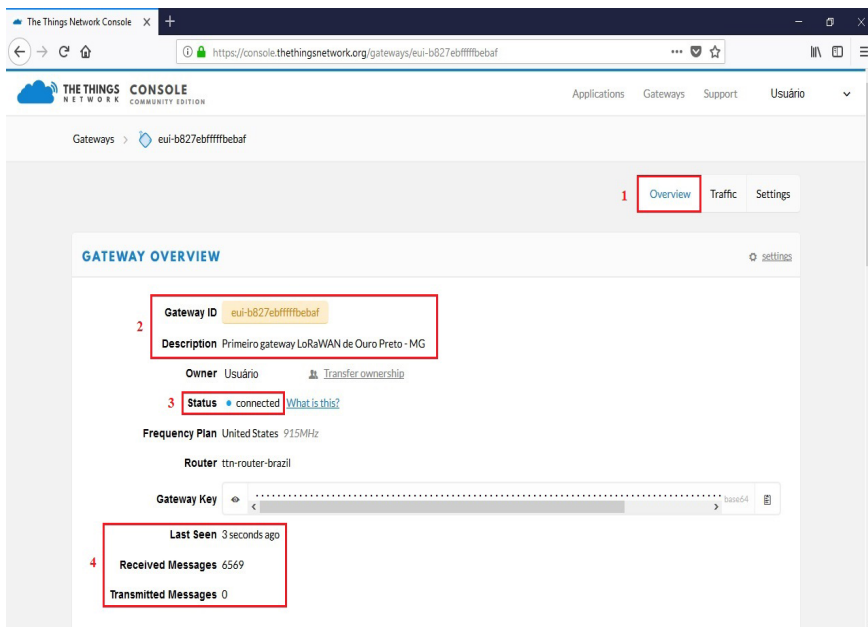 The Things Network Console
https://console.thethingsnetwork.org/gateways/eui-b827ebfffffbebaf
THE THINGS CONSOLE
NETWORK COMMUNITY EDITION
Applications Gateways Support Usuário
Gateways > eui-b827ebfffffbebaf
1 Overview Traffic Settings
GATEWAY OVERVIEW settings
2
Gateway ID eui-b827ebfffffbebaf
Description Primeiro gateway LoRaWAN de Ouro Preto - MG
Owner Usuário Transfer ownership
3 Status connected What is this?
Frequency Plan United States 915MHz
Router ttn-router-brazil
Gateway Key base64
4
Last Seen 3 seconds ago
Received Messages 6569
Transmitted Messages 0